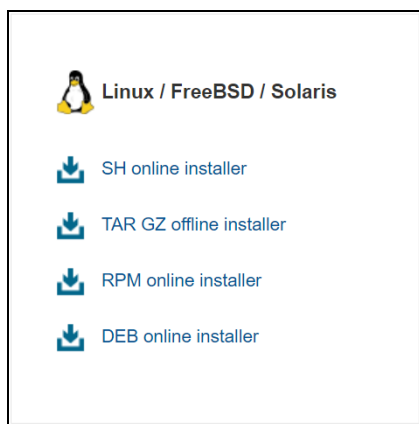 Linux / FreeBSD / Solaris
SH online installer
TAR GZ offline installer
RPM online installer
DEB online installer